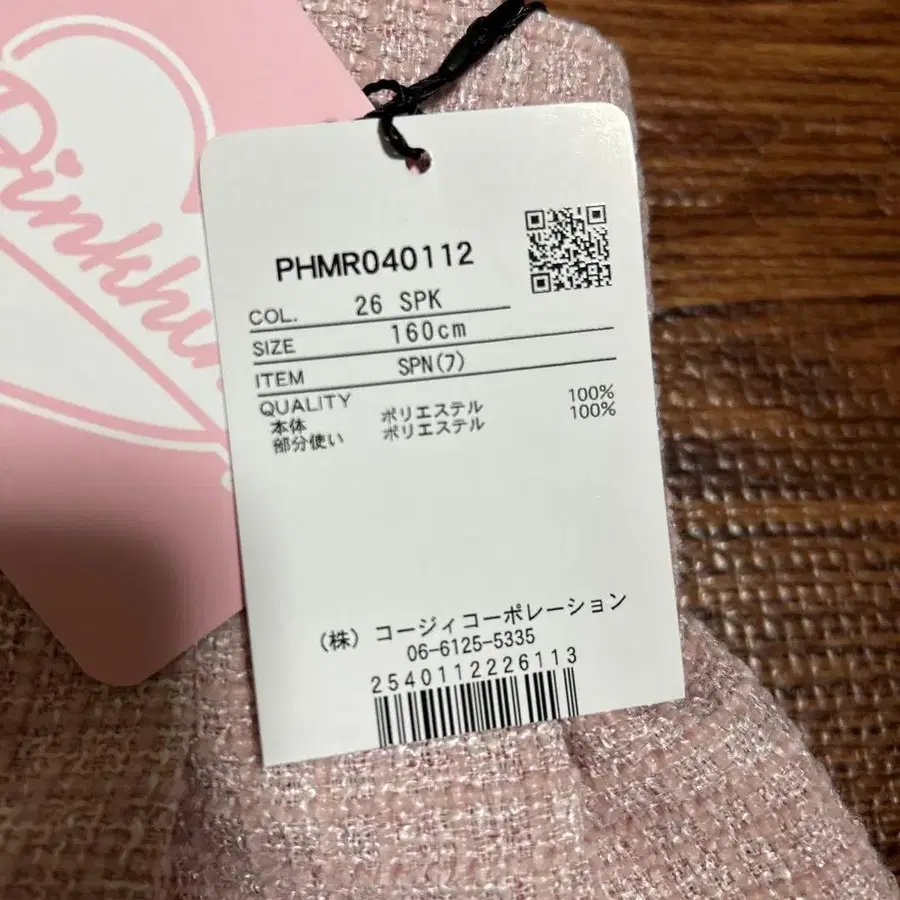 Pinkhun
PHMR040112
COL. 26 SPK
SIZE 160cm
ITEM SPN(7)
QUALITY
本体 ポリエステル 100%
部分使い ポリエステル 100%
(株) コージィコーポレーション
06-6125-5335
2540112226113